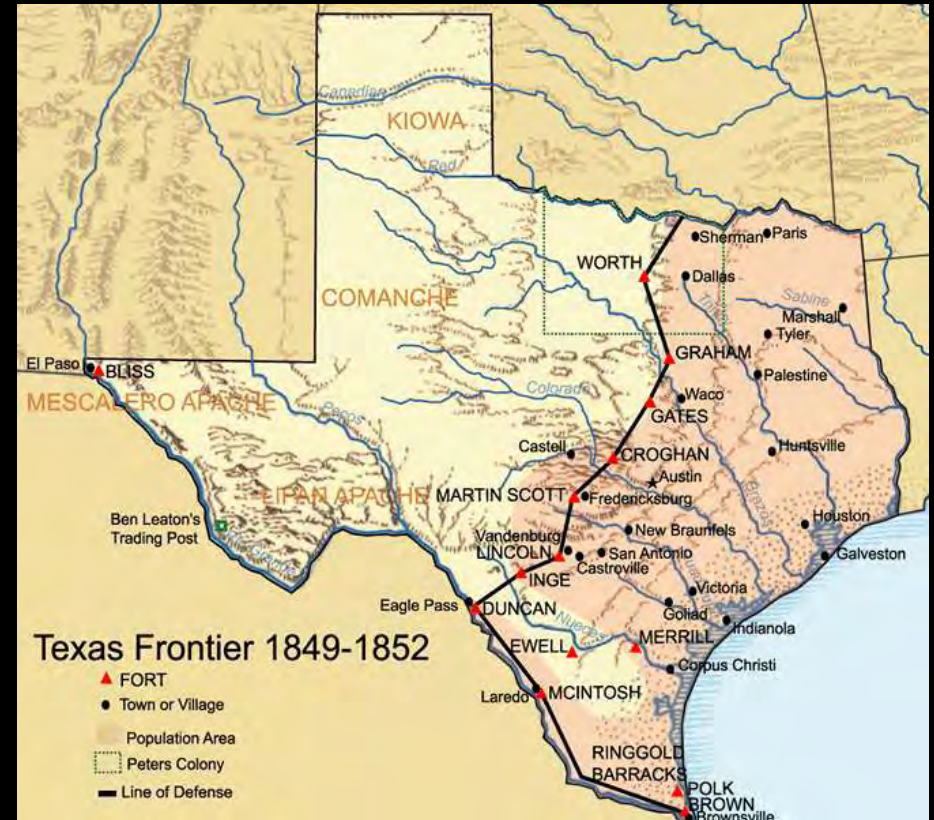 Canadian
KIOWA
Red
Sherman
Paris
WORTH
Dallas
COMANCHE
Trinity
Sabine
Marshall
Tyler
GRAHAM
El Paso
BLISS
Palestine
MESCALERO APACHE
Colorado
Waco
Pecos
GATES
Castell
CROGHAN
Huntsville
Austin
LIPAN APACHE
MARTIN SCOTT
Fredericksburg
Brazos
Ben Leaton's
Trading Post
New Braunfels
Houston
Vandenburg
Rio Grande
LINCOLN
San Antonio
Galveston
Castroville
INGE
Victoria
Eagle Pass
DUNCAN
Goliad
Nueces
Indianola
EWELL
MERRILL
Corpus Christi
Laredo
MCINTOSH
RINGGOLD
BARRACKS
POLK
BROWN
Brownsville
Texas Frontier 1849-1852
FORT
Town or Village
Population Area
Peters Colony
Line of Defense